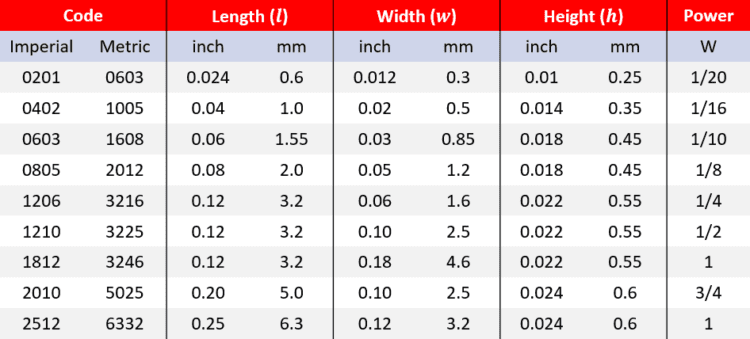 Code Length (l) Width (w) Height (h) Power
Imperial Metric inch mm inch mm inch mm W
0201 0603 0.024 0.6 0.012 0.3 0.01 0.25 1/20
0402 1005 0.04 1.0 0.02 0.5 0.014 0.35 1/16
0603 1608 0.06 1.55 0.03 0.85 0.018 0.45 1/10
0805 2012 0.08 2.0 0.05 1.2 0.018 0.45 1/8
1206 3216 0.12 3.2 0.06 1.6 0.022 0.55 1/4
1210 3225 0.12 3.2 0.10 2.5 0.022 0.55 1/2
1812 3246 0.12 3.2 0.18 4.6 0.022 0.55 1
2010 5025 0.20 5.0 0.10 2.5 0.024 0.6 3/4
2512 6332 0.25 6.3 0.12 3.2 0.024 0.6 1